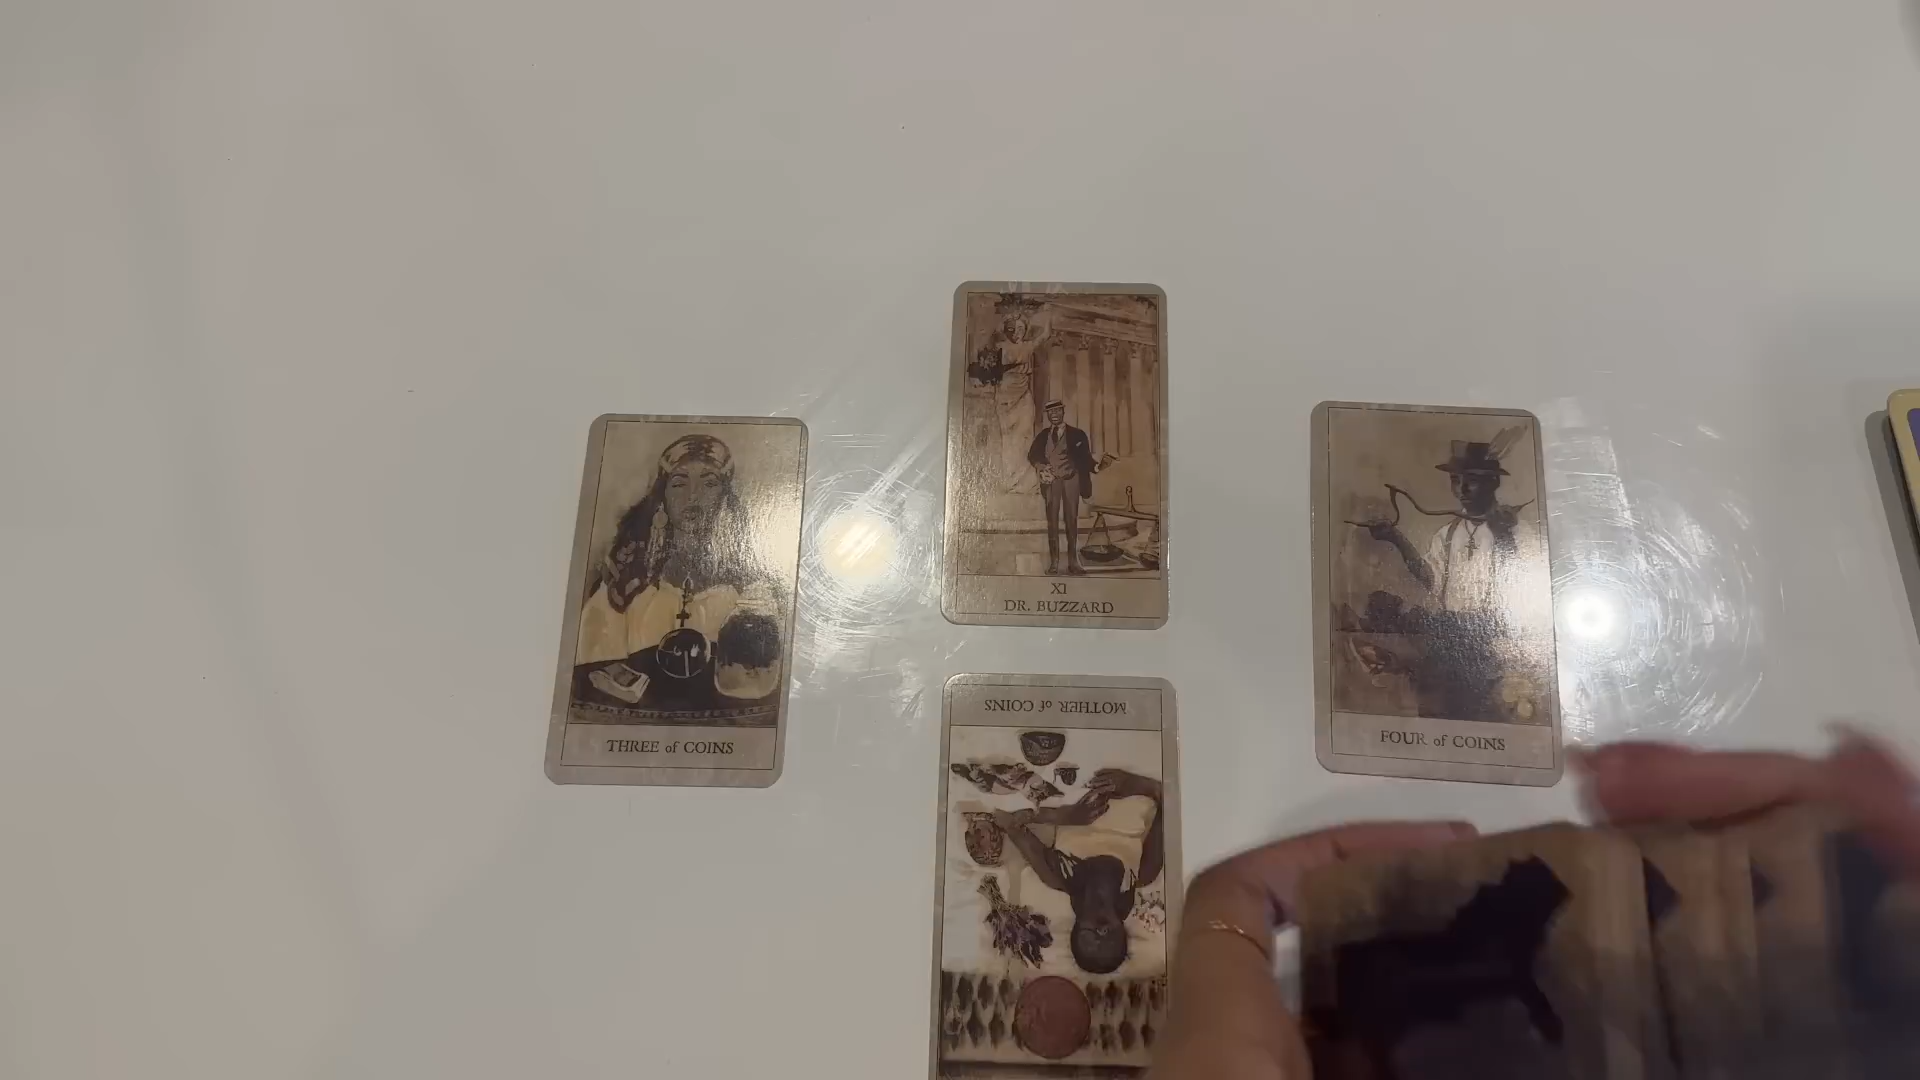 XI
DR. BUZZARD
THREE of COINS
FOUR of COINS
MOTHER of COINS